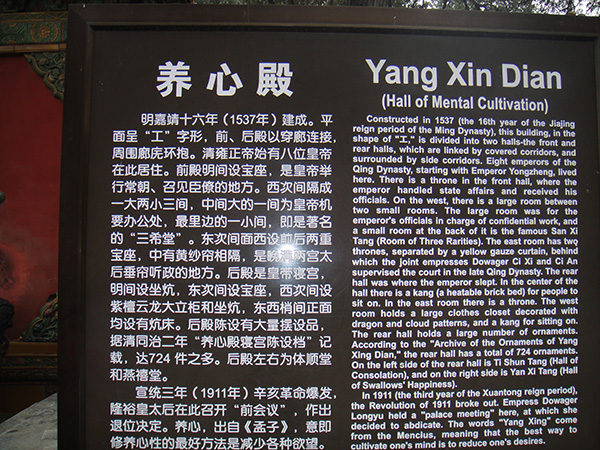 养心殿
明嘉靖十六年（1537年）建成。平
面呈“工”字形，前、后殿以穿廊连接，
周围廊庑环抱。清雍正帝始有八位皇帝
在此居住。前殿明间设宝座，是皇帝举
行常朝、召见臣僚的地方。西次间隔成
一大两小三间，中间大的一间为皇帝机
要办公处，最里边的一小间，即是著名
的“三希堂”。东次间面西设前后两重
宝座，中有黄纱帘相隔，是晚清两宫太
后垂帘听政的地方。后殿是皇帝寝宫，
明间设坐炕，东次间设宝座，西次间设
紫檀云龙大立柜和坐炕，东西梢间正面
均设有炕床。后殿陈设有大量摆设品，
据清同治二年“养心殿寝宫陈设档”记
载，达724件之多。后殿左右为体顺堂
和燕禧堂。
宣统三年（1911年）辛亥革命爆发，
隆裕皇太后在此召开“御前会议”，作出
退位决定。养心，出自《孟子》，意即
修养心性的最好方法是减少各种欲望。
Yang Xin Dian
(Hall of Mental Cultivation)
Constructed in 1537 (the 16th year of the Jiajing
reign period of the Ming Dynasty), this building, in the
shape of "工," is divided into two halls-the front and
rear halls, which are linked by covered corridors, and
surrounded by side corridors. Eight emperors of the
Qing Dynasty, starting with Emperor Yongzheng, lived
here. There is a throne in the front hall, where the
emperor handled state affairs and received his
officials. On the west, there is a large room between
two small rooms. The large room was for the
emperor's officials in charge of confidential work, and
a small room at the back of it is the famous San Xi
Tang (Room of Three Rarities). The east room has two
thrones, separated by a yellow gauze curtain, behind
which the joint empresses Dowager Ci Xi and Ci An
supervised the court in the late Qing Dynasty. The rear
hall was where the emperor slept. In the center of the
hall there is a kang (a heatable brick bed) for people to
sit on. In the east room there is a throne. The west
room holds a large clothes closet decorated with
dragon and cloud patterns, and a kang for sitting on.
The rear hall holds a large number of ornaments.
According to the "Archive of the Ornaments of Yang
Xing Dian," the rear hall has a total of 724 ornaments.
On the left side of the rear hall is Ti Shun Tang (Hall of
Consolation), and on the right side is Yan Xi Tang (Hall
of Swallows' Happiness).
In 1911 (the third year of the Xuantong reign period),
the Revolution of 1911 broke out. Empress Dowager
Longyu held a "palace meeting" here, at which she
decided to abdicate. The words "Yang Xing" come
from the Mencius, meaning that the best way to
cultivate one's mind is to reduce one's desires.